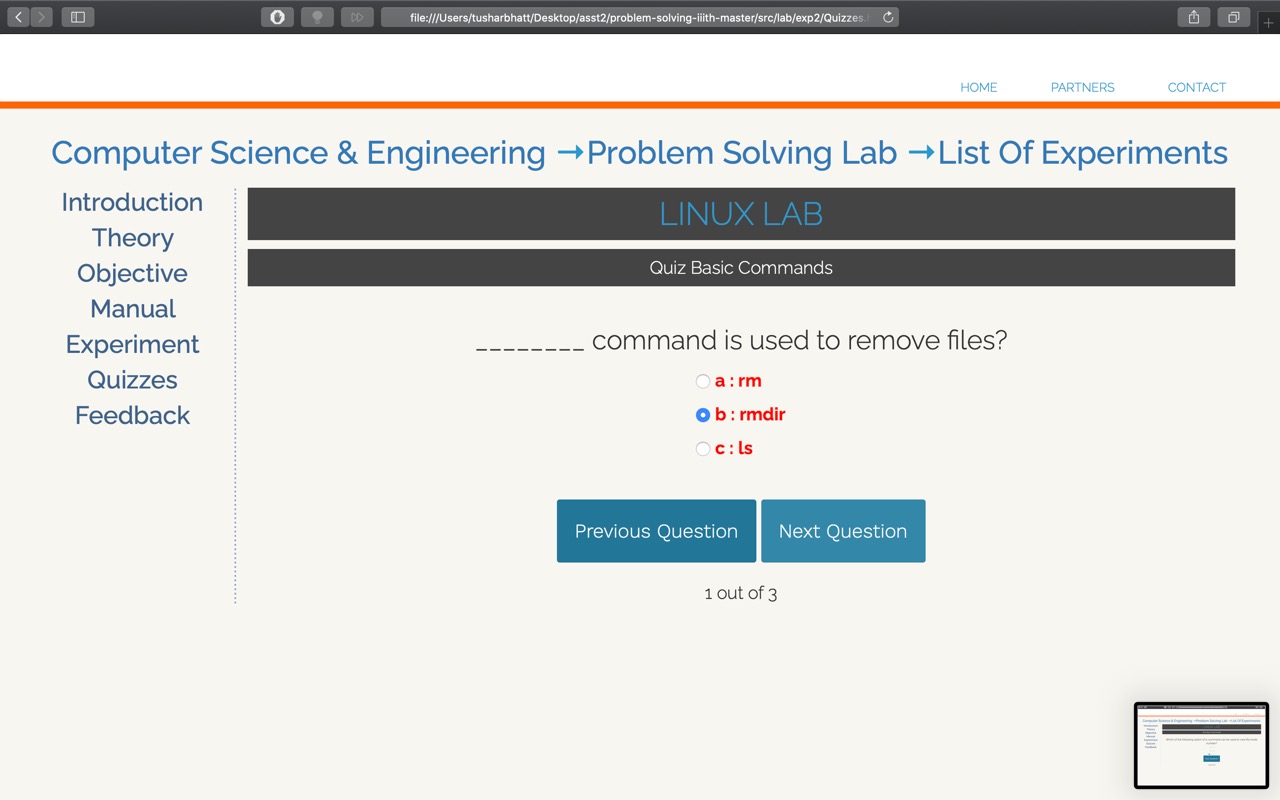 file:///Users/tusharbhatt/Desktop/asst2/problem-solving-iiith-master/src/lab/exp2/Quizzes.
HOME PARTNERS CONTACT
Computer Science & Engineering →Problem Solving Lab →List Of Experiments
Introduction
Theory
Objective
Manual
Experiment
Quizzes
Feedback
LINUX LAB
Quiz Basic Commands
________ command is used to remove files?
a : rm
b : rmdir
c : ls
Previous Question Next Question
1 out of 3